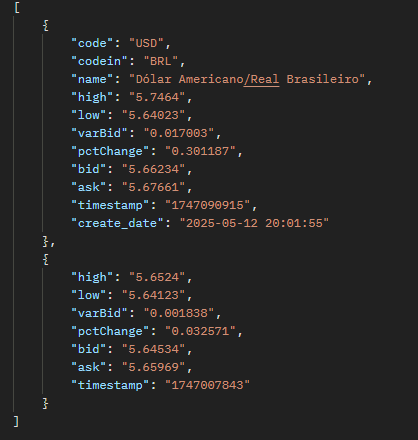 [
{
"code": "USD",
"codein": "BRL",
"name": "Dólar Americano/Real Brasileiro",
"high": "5.7464",
"low": "5.64023",
"varBid": "0.017003",
"pctChange": "0.301187",
"bid": "5.66234",
"ask": "5.67661",
"timestamp": "1747090915",
"create_date": "2025-05-12 20:01:55"
},
{
"high": "5.6524",
"low": "5.64123",
"varBid": "0.001838",
"pctChange": "0.032571",
"bid": "5.64534",
"ask": "5.65969",
"timestamp": "1747007843"
}
]